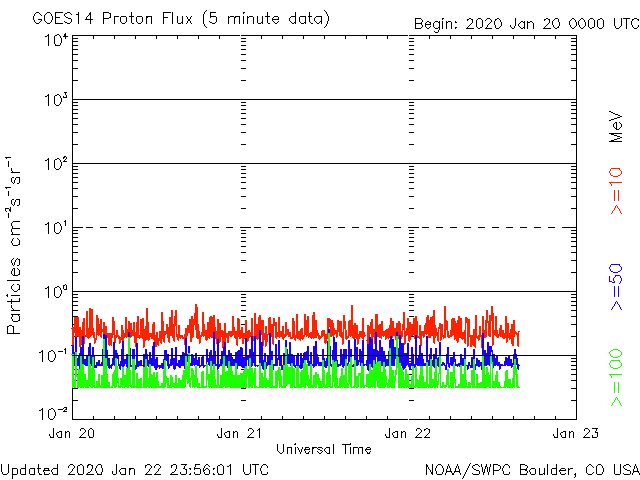 GOES14 Proton Flux (5 minute data)
Begin: 2020 Jan 20 0000 UTC
10⁴
10³
10²
10¹
10⁰
10⁻¹
10⁻²
Particles cm⁻²s⁻¹sr⁻¹
MeV
>=10
>=50
>=100
Jan 20
Jan 21
Jan 22
Jan 23
Universal Time
Updated 2020 Jan 22 23:56:01 UTC
NOAA/SWPC Boulder, CO USA